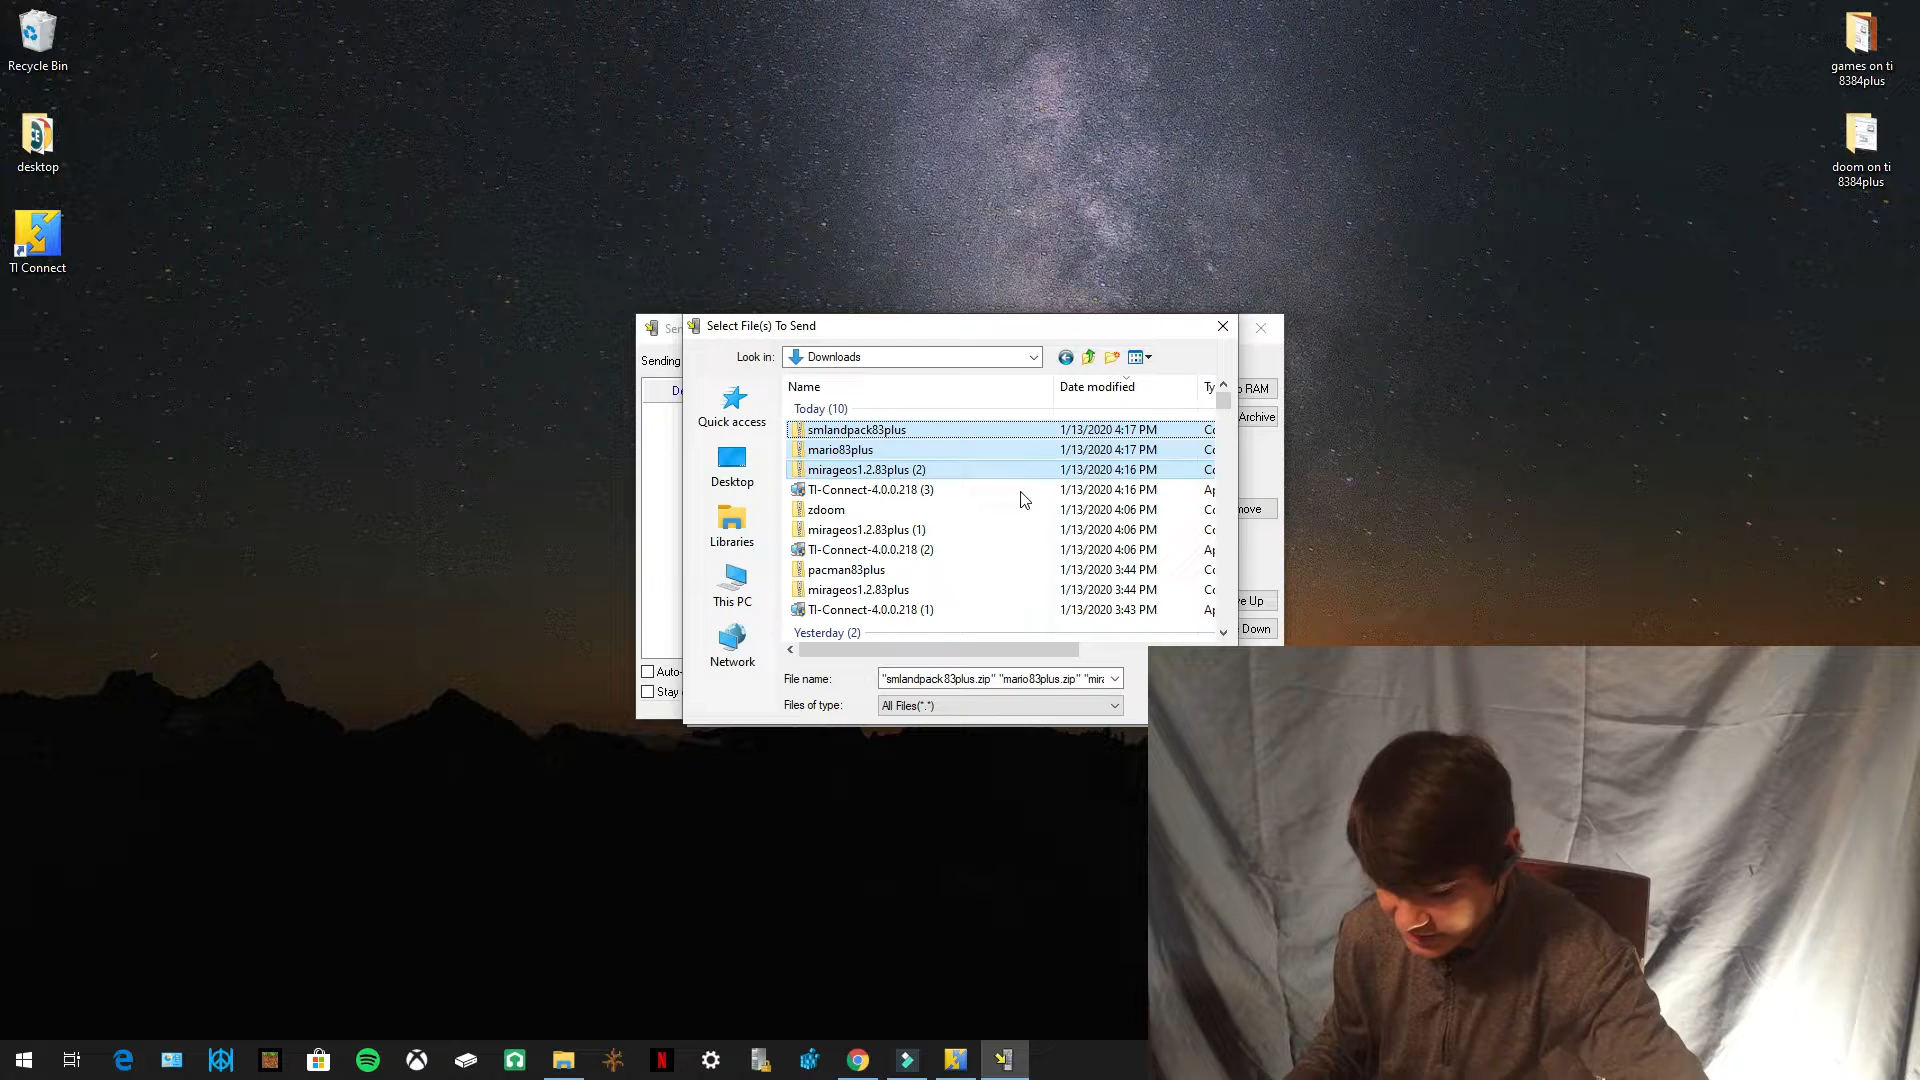 Recycle Bin
desktop
TI Connect
games on ti
8384plus
doom on ti
8384plus
Select File(s) To Send
Sending
Look in:
Downloads
Name
Date modified
Today (10)
smlandpack83plus
1/13/2020 4:17 PM
mario83plus
1/13/2020 4:17 PM
mirageos1.2.83plus (2)
1/13/2020 4:16 PM
TI-Connect-4.0.0.218 (3)
1/13/2020 4:16 PM
zdoom
1/13/2020 4:06 PM
mirageos1.2.83plus (1)
1/13/2020 4:06 PM
TI-Connect-4.0.0.218 (2)
1/13/2020 4:06 PM
pacman83plus
1/13/2020 3:44 PM
mirageos1.2.83plus
1/13/2020 3:44 PM
TI-Connect-4.0.0.218 (1)
1/13/2020 3:43 PM
Yesterday (2)
Quick access
Desktop
Libraries
This PC
Network
RAM
Archive
Up
Down
Auto-
Stay
File name:
"smlandpack83plus.zip" "mario83plus.zip" "mira
Files of type:
All Files(*.*)